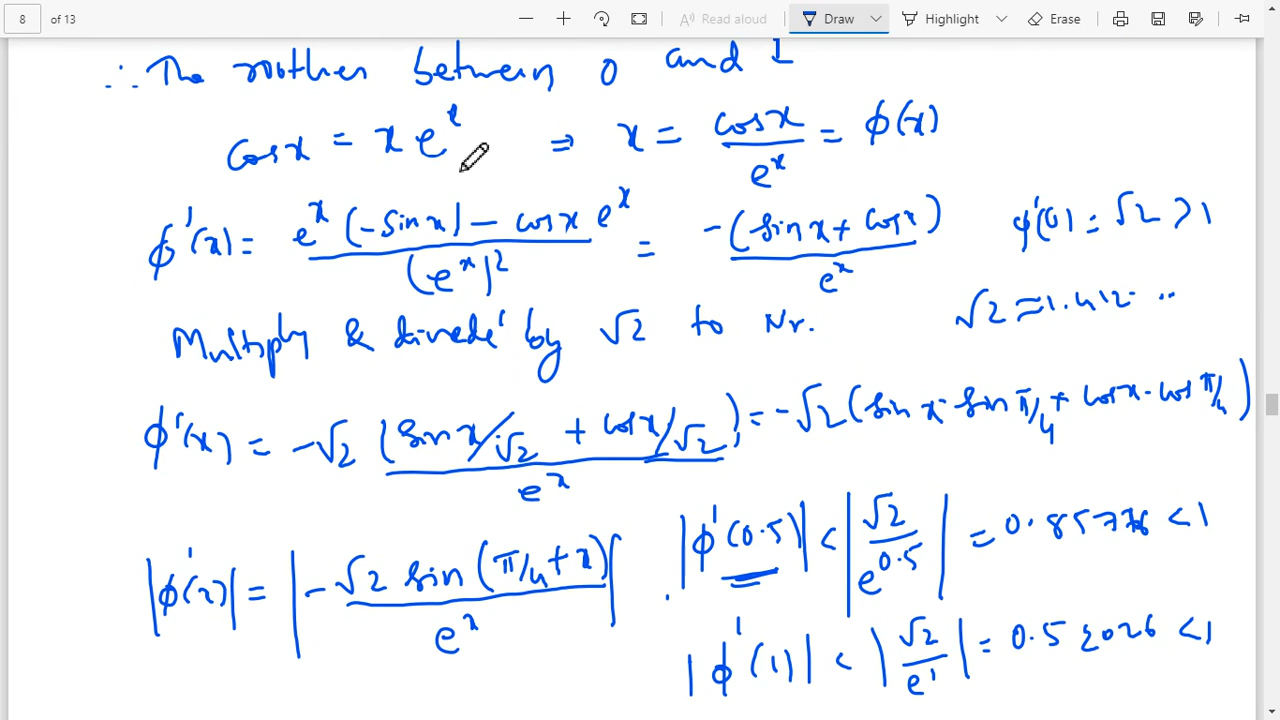 8 of 13 Read aloud Draw Highlight Erase
∴ The root lies between 0 and 1
cos x = x e^x ⇒ x = cos x / e^x = ϕ(x)
ϕ'(x) = (e^x (-sin x) - cos x e^x) / (e^x)^2 = -(sin x + cos x) / e^x ϕ'(0) = √2 > 1
Multiply & divide by √2 to Nr. √2 ≈ 1.412...
ϕ'(x) = -√2 (sin x/√2 + cos x/√2) / e^x = -√2 (sin x · sin π/4 + cos x · cos π/4)
|ϕ'(x)| = |-√2 sin (π/4 + x) / e^x| . |ϕ'(0.5)| < |√2 / e^0.5| = 0.85776 < 1
|ϕ'(1)| < |√2 / e^1| = 0.52026 < 1